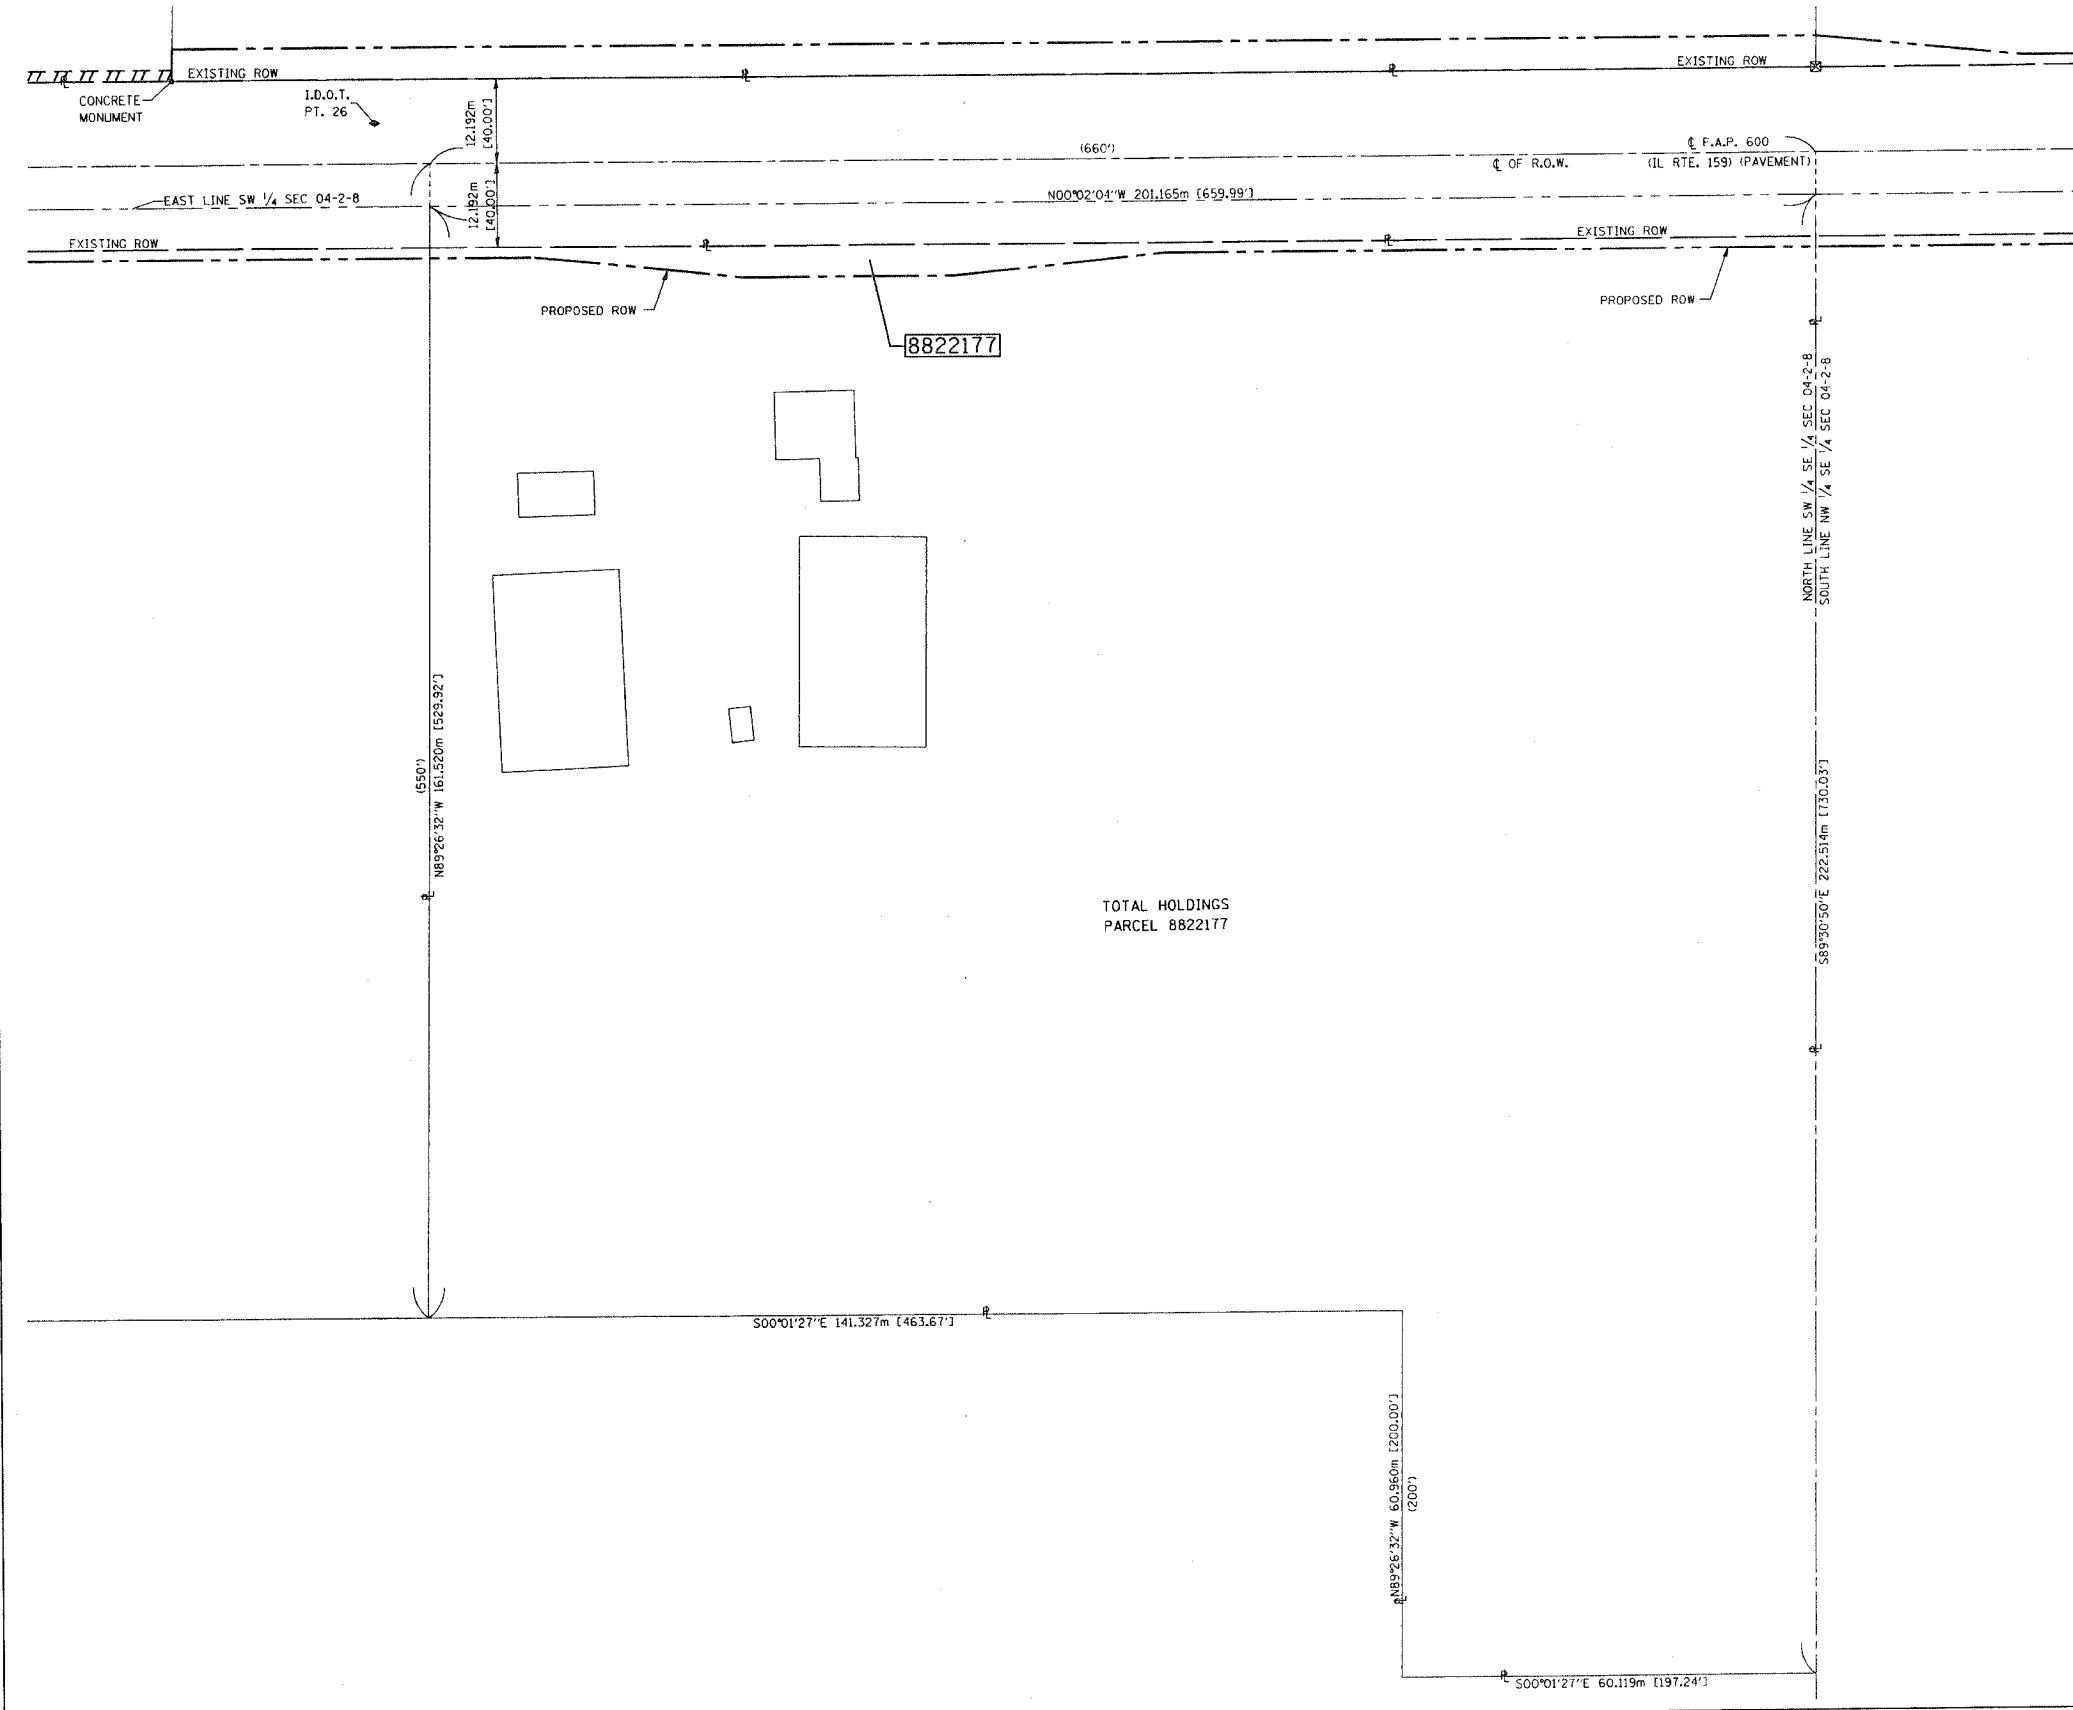 EXISTING ROW
EXISTING ROW
CONCRETE
MONUMENT
I.D.O.T.
PT. 26
12.192m
[40.00']
(660')
℄ F.A.P. 600
℄ OF R.O.W.
(IL RTE. 159) (PAVEMENT)
EAST LINE SW 1/4 SEC 04-2-8
12.192m
[40.00']
N00°02'04"W 201.165m [659.99']
EXISTING ROW
EXISTING ROW
PROPOSED ROW
PROPOSED ROW
8822177
NORTH LINE SW 1/4 SE 1/4 SEC 04-2-8
SOUTH LINE NW 1/4 SE 1/4 SEC 04-2-8
(550')
N89°26'32"W 161.520m [529.92']
S89°30'50"E 222.514m [730.03']
TOTAL HOLDINGS
PARCEL 8822177
S00°01'27"E 141.327m [463.67']
N89°26'32"W 60.960m [200.00']
(200')
S00°01'27"E 60.119m [197.24']